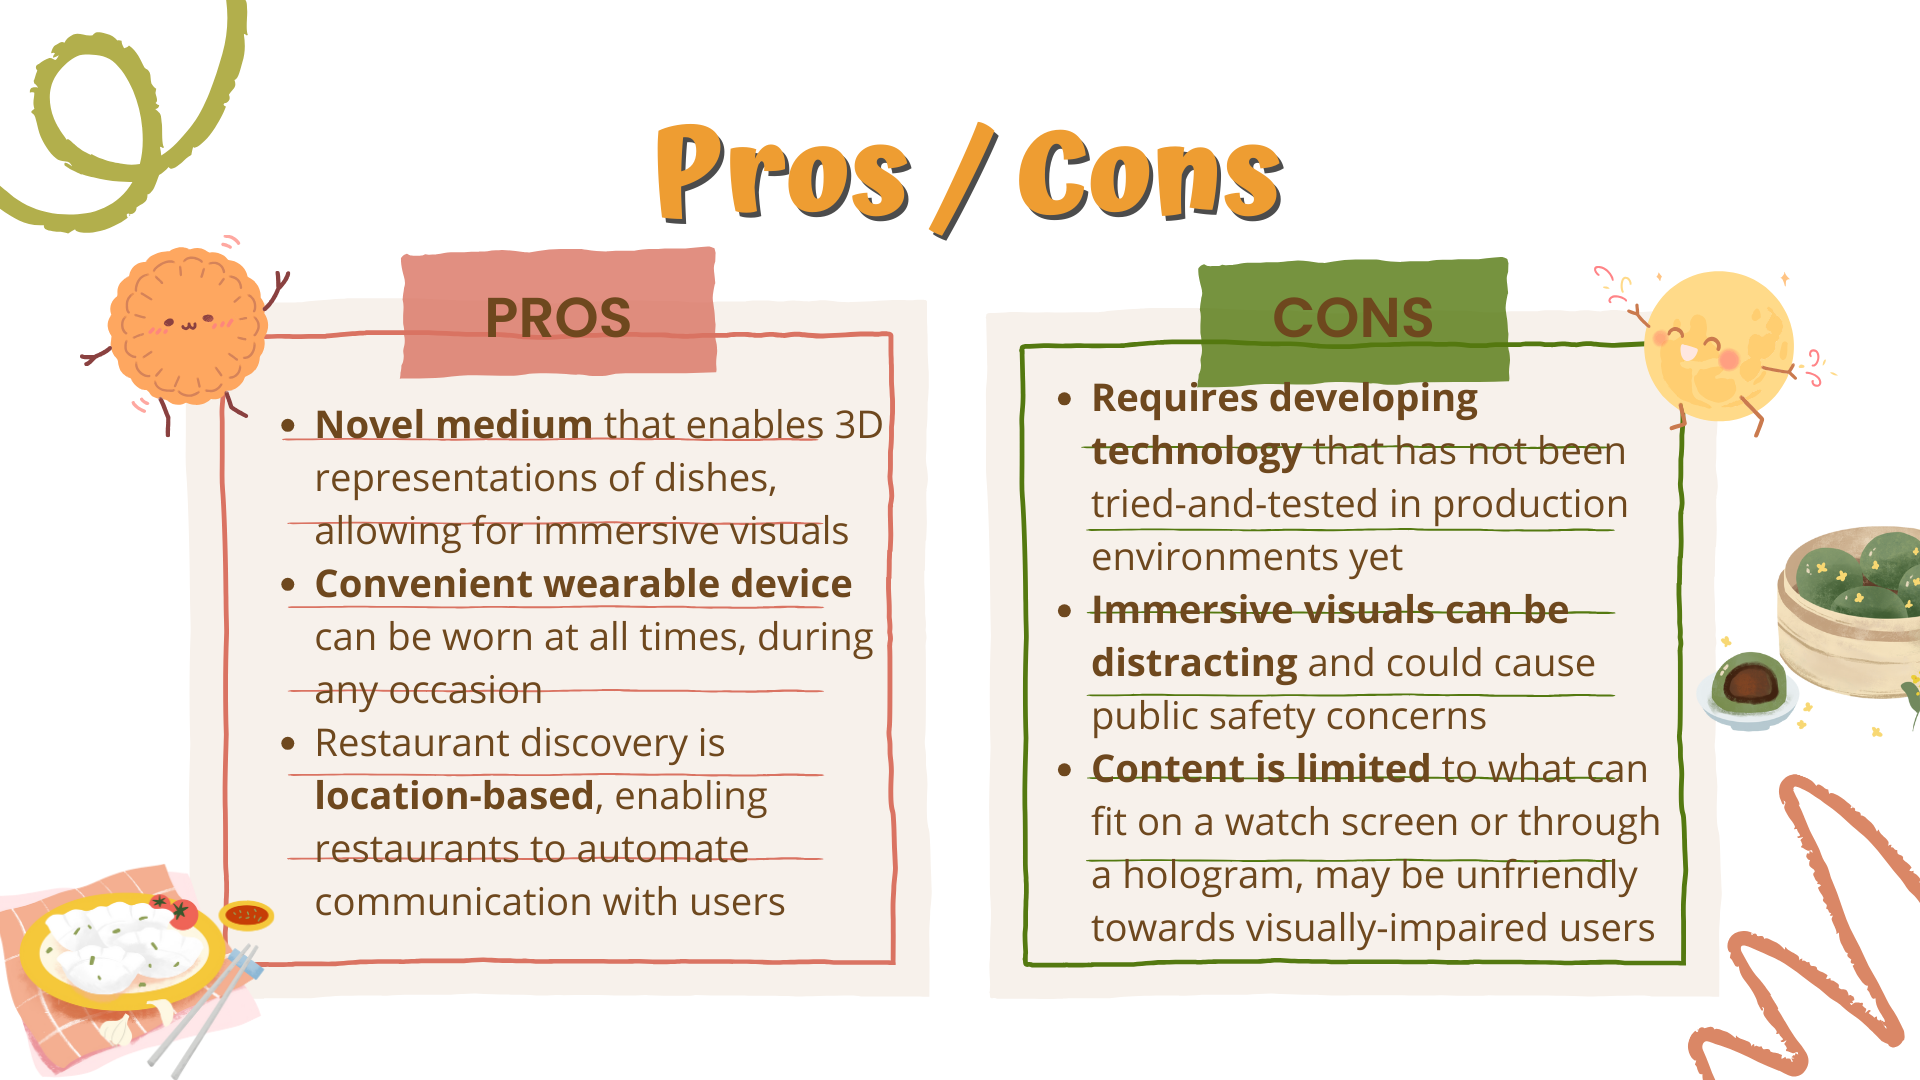 Pros / Cons
PROS
• Novel medium that enables 3D
representations of dishes,
allowing for immersive visuals
• Convenient wearable device
can be worn at all times, during
any occasion
• Restaurant discovery is
location-based, enabling
restaurants to automate
communication with users
CONS
• Requires developing
technology that has not been
tried-and-tested in production
environments yet
• Immersive visuals can be
distracting and could cause
public safety concerns
• Content is limited to what can
fit on a watch screen or through
a hologram, may be unfriendly
towards visually-impaired users